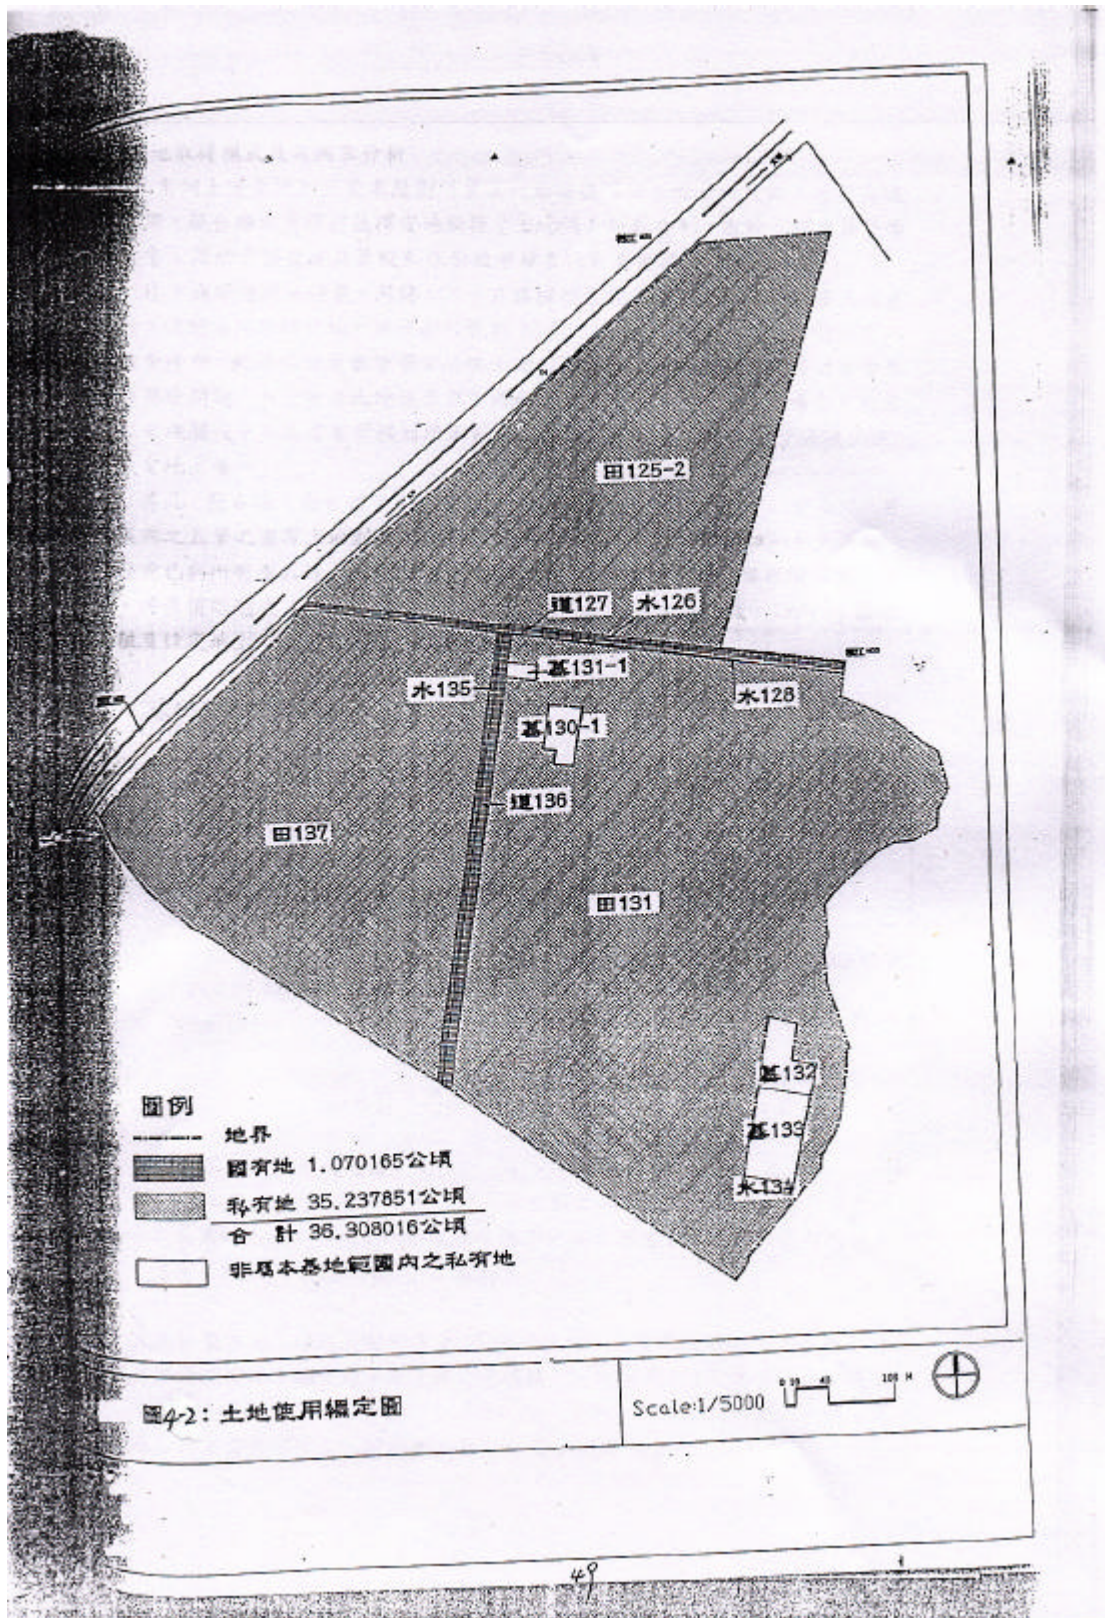 田125-2
道127
水126
墓131-1
水135
水128
墓130-1
道136
田137
田131
墓132
墓133
水134
圖例
地界
國有地 1.070165公頃
私有地 35.237851公頃
合 計 36.308016公頃
非屬本基地範圍內之私有地
圖4-2: 土地使用編定圖
Scale:1/5000
0 10 40 100 M
49